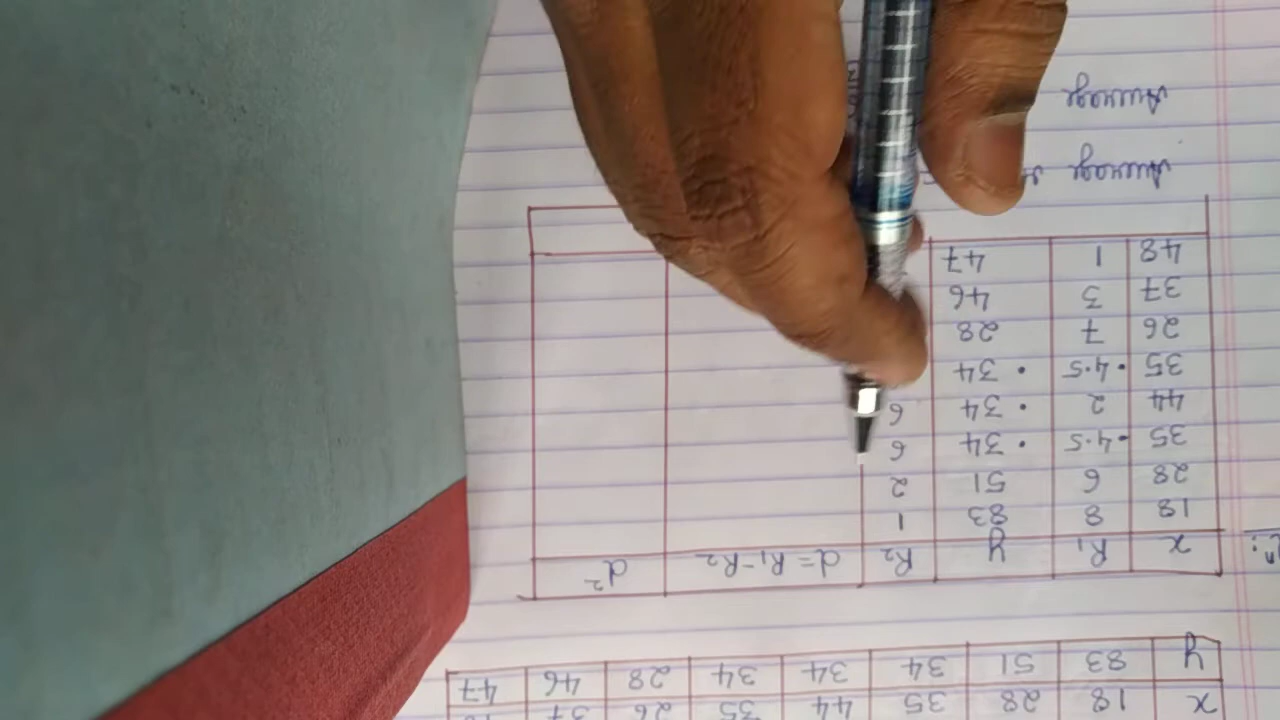 x 18 28 35 44 35 26 37
y 83 51 34 34 34 28 46 47
x R1 y R2 d = R1-R2 d²
18 8 83 1
28 6 51 2
35 •4.5 • 34 6
44 2 • 34 6
35 •4.5 • 34
26 7 28
37 3 46
48 1 47
Average
Average